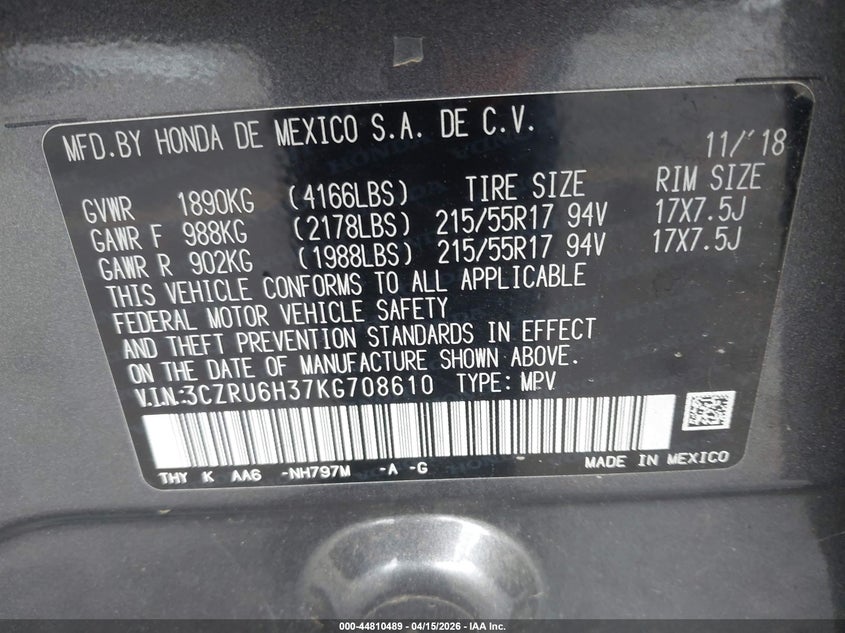 MFD.BY HONDA DE MEXICO S.A. DE C.V.
11/'18
GVWR 1890KG (4166LBS) TIRE SIZE RIM SIZE
GAWR F 988KG (2178LBS) 215/55R17 94V 17X7.5J
GAWR R 902KG (1988LBS) 215/55R17 94V 17X7.5J
THIS VEHICLE CONFORMS TO ALL APPLICABLE
FEDERAL MOTOR VEHICLE SAFETY
AND THEFT PREVENTION STANDARDS IN EFFECT
ON THE DATE OF MANUFACTURE SHOWN ABOVE.
V.I.N:3CZRU6H37KG708610 TYPE: MPV
THY K AA6 -NH797M -A -G
MADE IN MEXICO
000-44810489 - 04/15/2026 - IAA Inc.